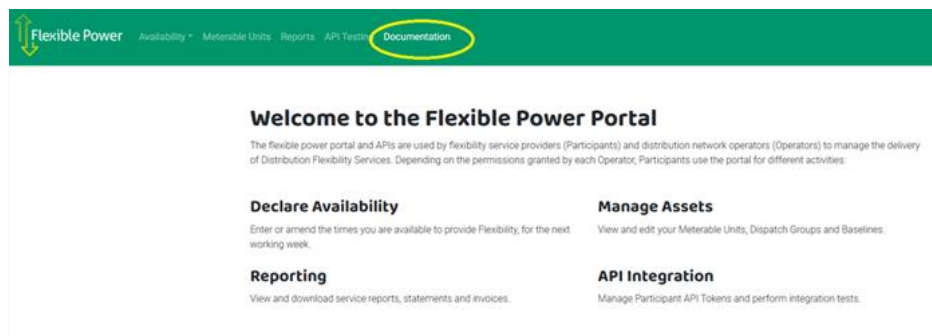 Flexible Power Availability Meterable Units Reports API Testing Documentation
Welcome to the Flexible Power Portal
The flexible power portal and APIs are used by flexibility service providers (Participants) and distribution network operators (Operators) to manage the delivery
of Distribution Flexibility Services. Depending on the permissions granted by each Operator, Participants use the portal for different activities:
Declare Availability
Enter or amend the times you are available to provide Flexibility, for the next
working week.
Manage Assets
View and edit your Meterable Units, Dispatch Groups and Baselines.
Reporting
View and download service reports, statements and invoices.
API Integration
Manage Participant API Tokens and perform integration tests.